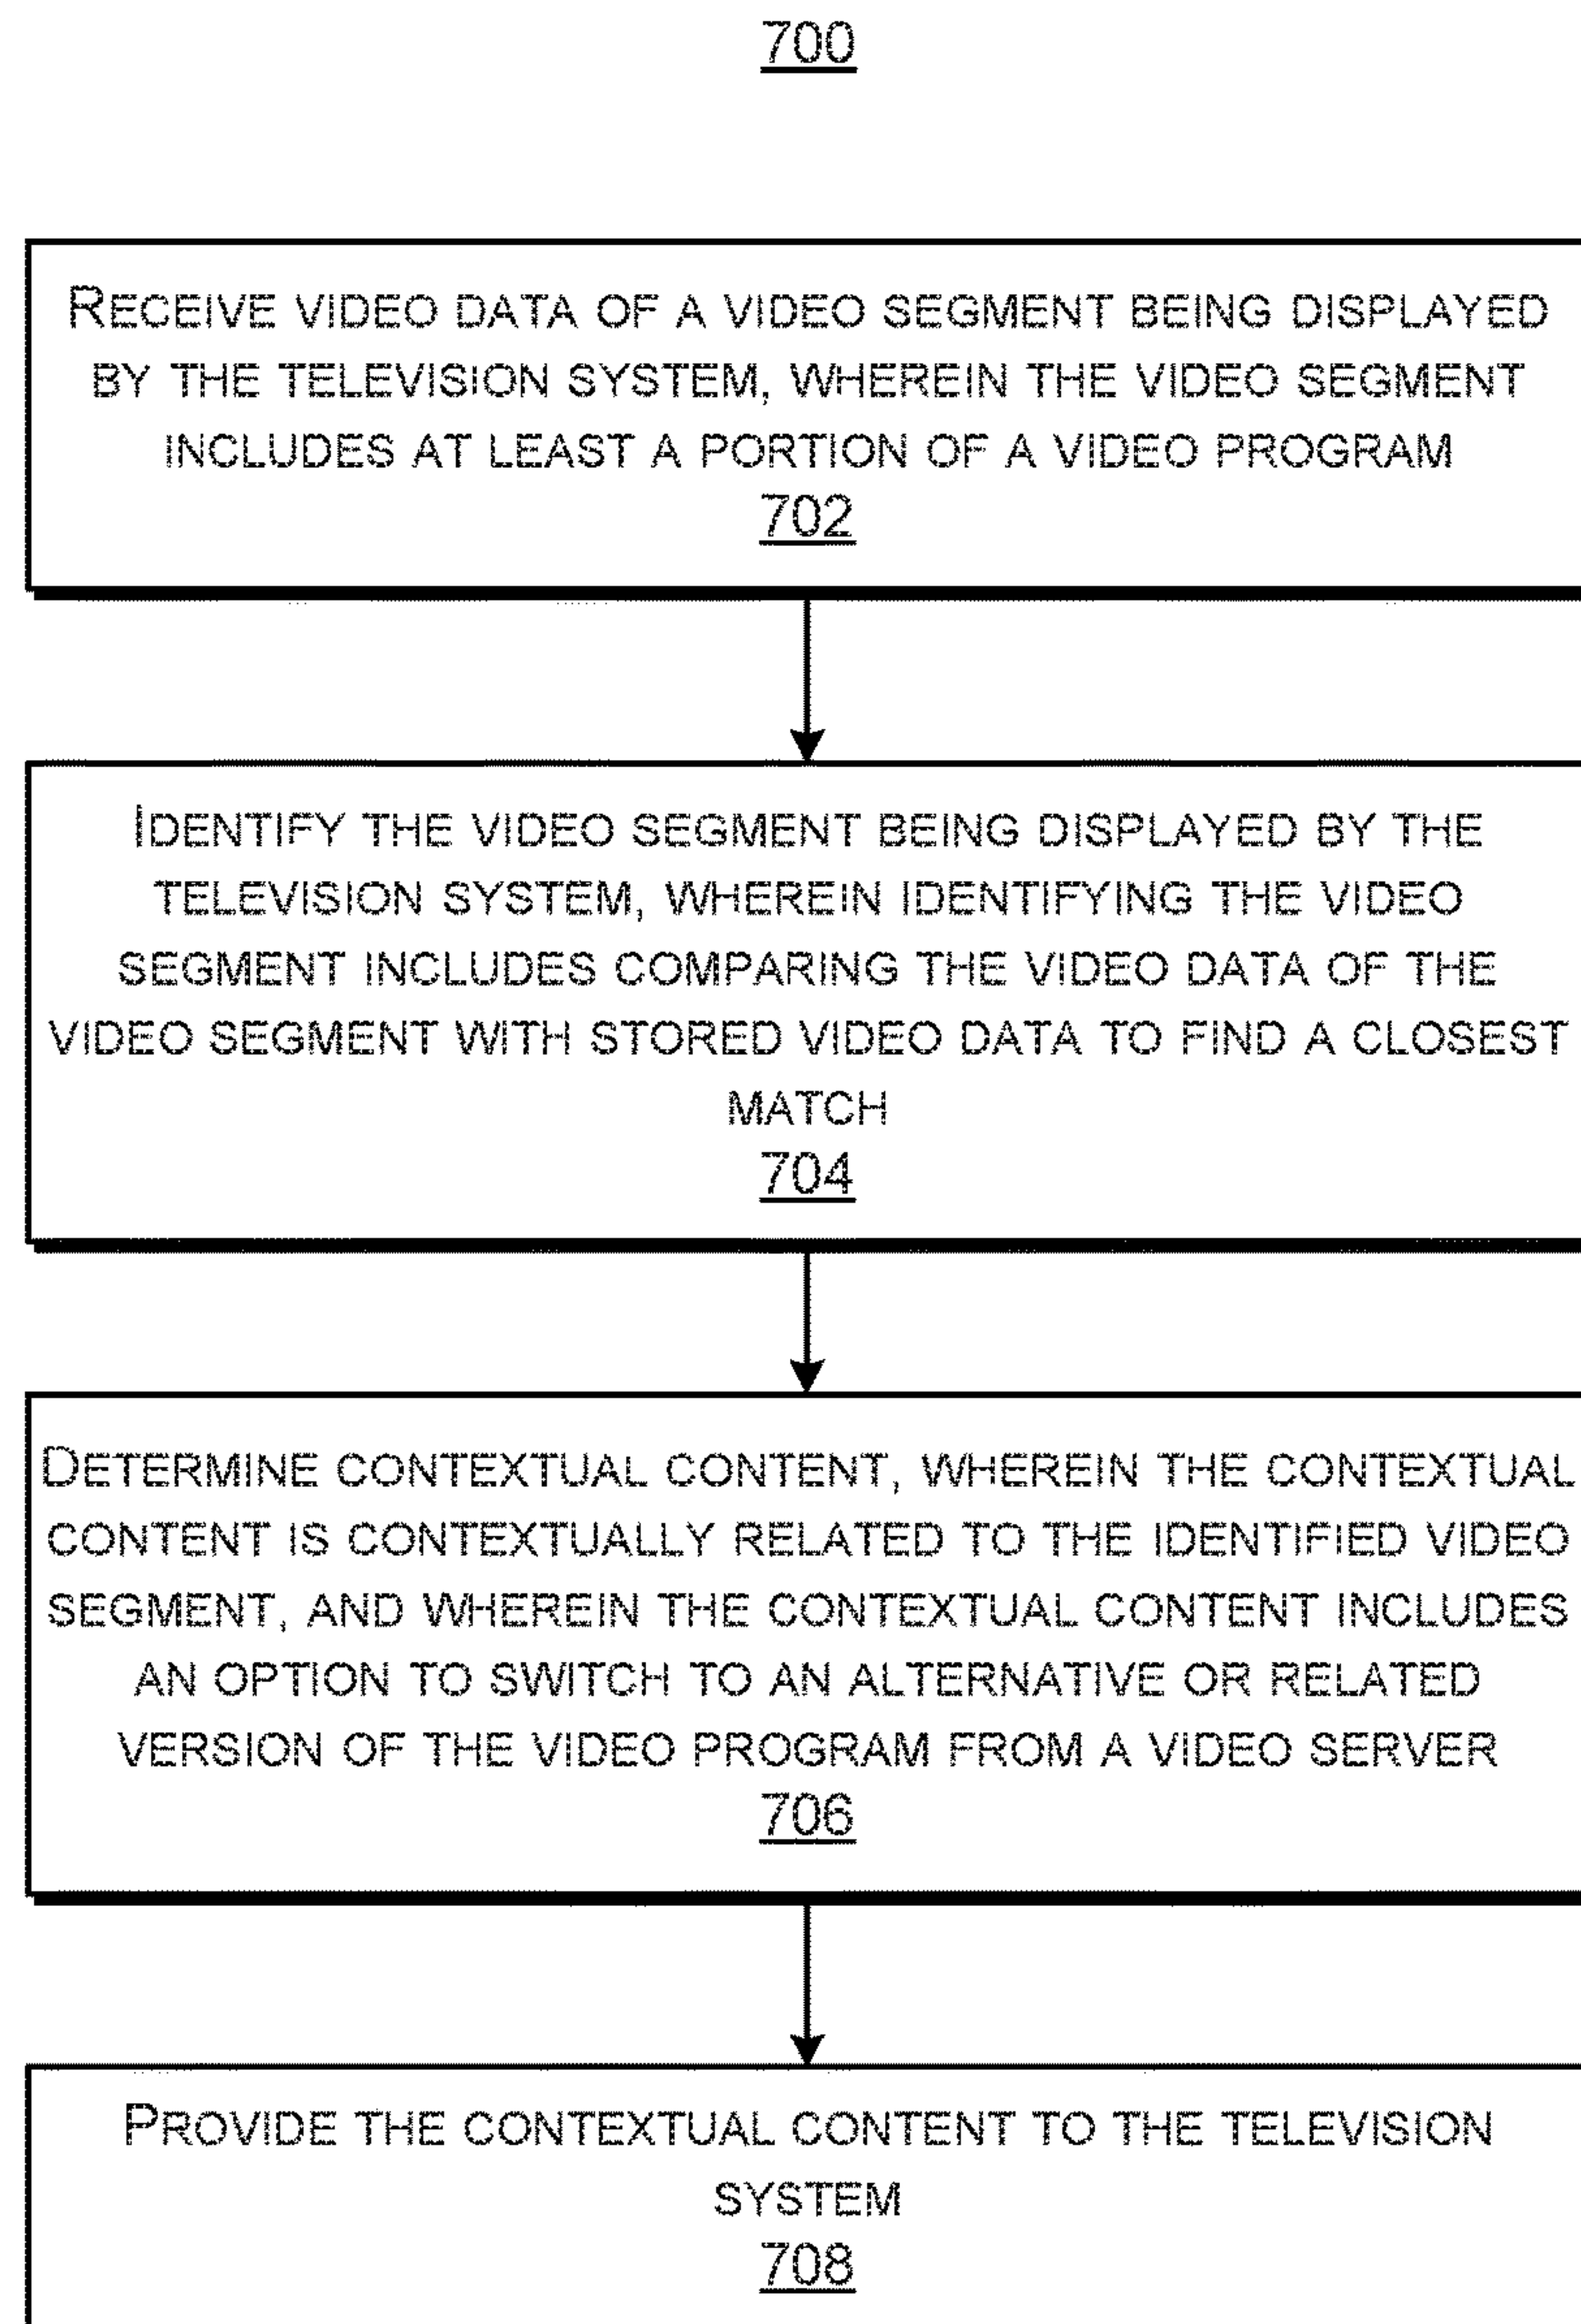 700
RECEIVE VIDEO DATA OF A VIDEO SEGMENT BEING DISPLAYED
BY THE TELEVISION SYSTEM, WHEREIN THE VIDEO SEGMENT
INCLUDES AT LEAST A PORTION OF A VIDEO PROGRAM
702
IDENTIFY THE VIDEO SEGMENT BEING DISPLAYED BY THE
TELEVISION SYSTEM, WHEREIN IDENTIFYING THE VIDEO
SEGMENT INCLUDES COMPARING THE VIDEO DATA OF THE
VIDEO SEGMENT WITH STORED VIDEO DATA TO FIND A CLOSEST
MATCH
704
DETERMINE CONTEXTUAL CONTENT, WHEREIN THE CONTEXTUAL
CONTENT IS CONTEXTUALLY RELATED TO THE IDENTIFIED VIDEO
SEGMENT, AND WHEREIN THE CONTEXTUAL CONTENT INCLUDES
AN OPTION TO SWITCH TO AN ALTERNATIVE OR RELATED
VERSION OF THE VIDEO PROGRAM FROM A VIDEO SERVER
706
PROVIDE THE CONTEXTUAL CONTENT TO THE TELEVISION
SYSTEM
708